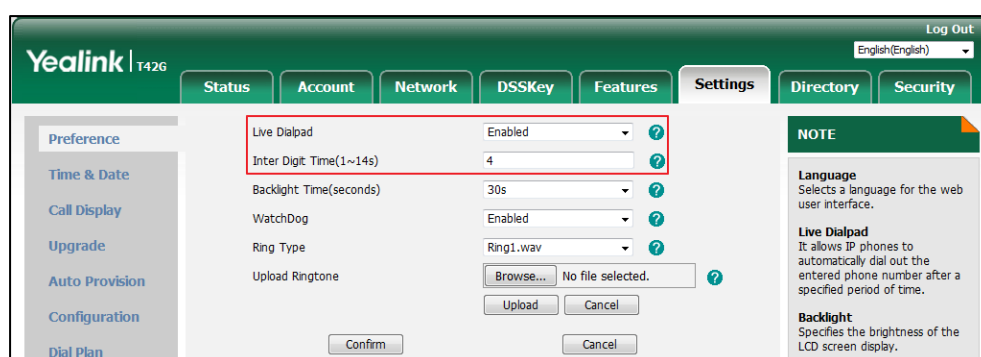 Log Out
English(English)
Yealink | T42G
Status Account Network DSSKey Features Settings Directory Security
Preference
Time & Date
Call Display
Upgrade
Auto Provision
Configuration
Dial Plan
Live Dialpad Enabled ?
Inter Digit Time(1~14s) 4 ?
Backlight Time(seconds) 30s ?
WatchDog Enabled ?
Ring Type Ring1.wav ?
Upload Ringtone Browse... No file selected. ?
Upload Cancel
Confirm Cancel
NOTE
Language
Selects a language for the web
user interface.
Live Dialpad
It allows IP phones to
automatically dial out the
entered phone number after a
specified period of time.
Backlight
Specifies the brightness of the
LCD screen display.